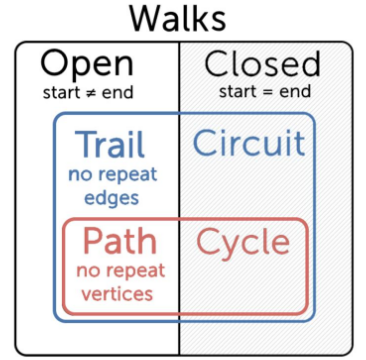 Walks
Open
start ≠ end
Closed
start = end
Trail
no repeat
edges
Circuit
Path
no repeat
vertices
Cycle